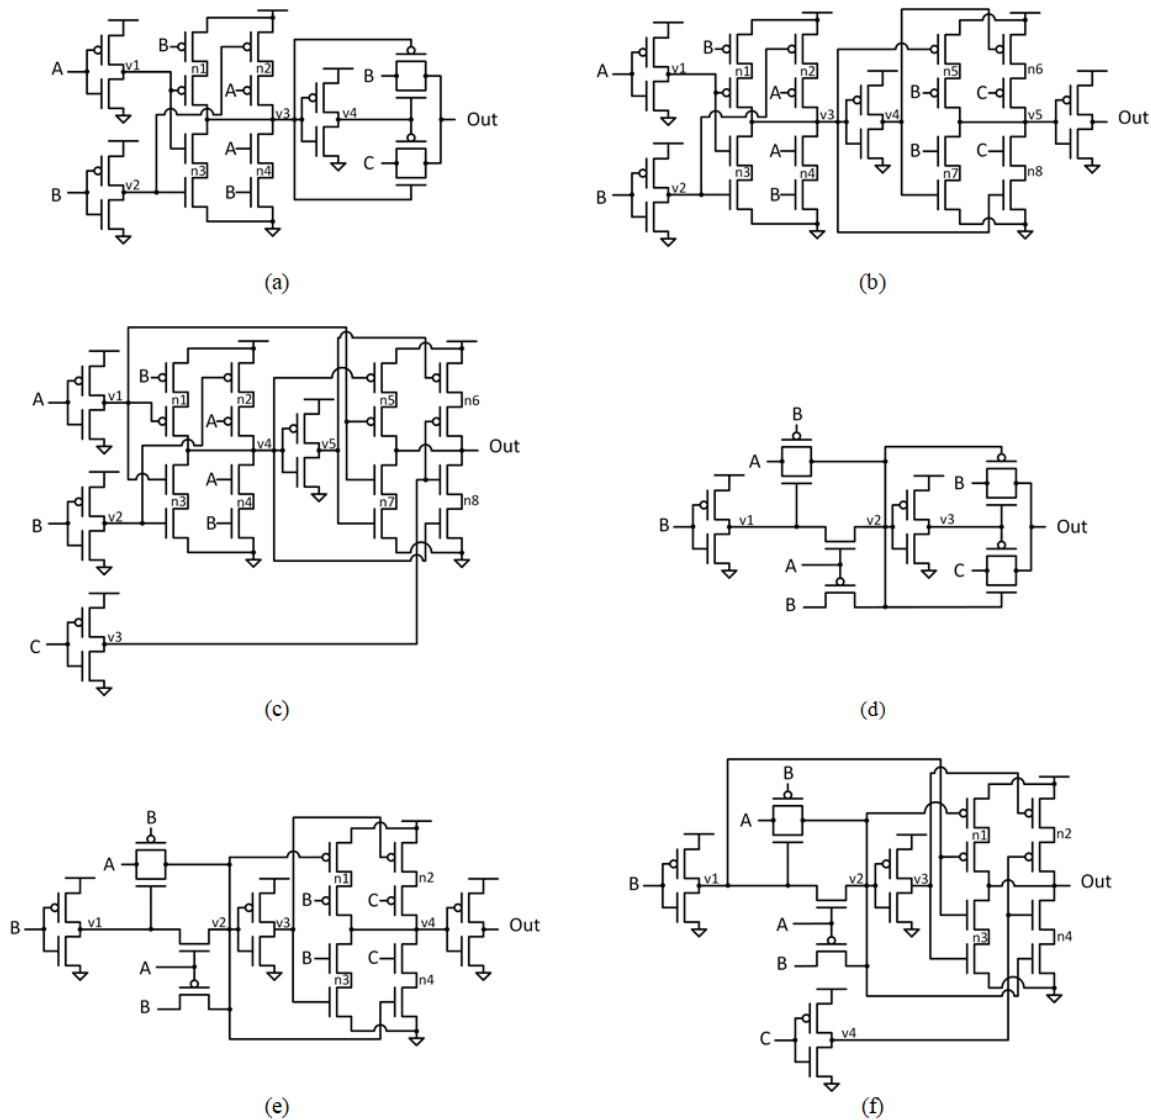 B n1 n2 A v1 A v3 v4 B Out A n3 n4 B v2 B C
(a)
B n1 n2 n5 n6 A v1 A B C v3 v4 v5 Out A B C n3 n4 n7 n8 B v2 B
(b)
B n1 n2 n5 n6 A v1 A v4 v5 Out A n3 n4 n7 n8 B v2 B
C v3
(c)
B
A B
B v1 v2 v3 Out
A C
B
(d)
B n1 n2
A B C
B v1 v2 v3 v4 Out
A B C n3 n4
B
(e)
B n1 n2
A
B v1 v2 v3 Out
A n3 n4
B
C v4
(f)